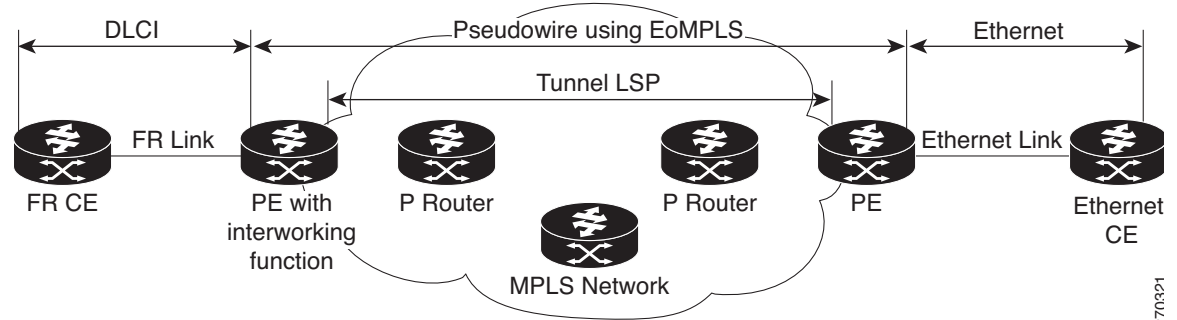 DLCI
Pseudowire using EoMPLS
Ethernet
Tunnel LSP
FR Link
Ethernet Link
FR CE
PE with
interworking
function
P Router
P Router
PE
Ethernet
CE
MPLS Network
70321